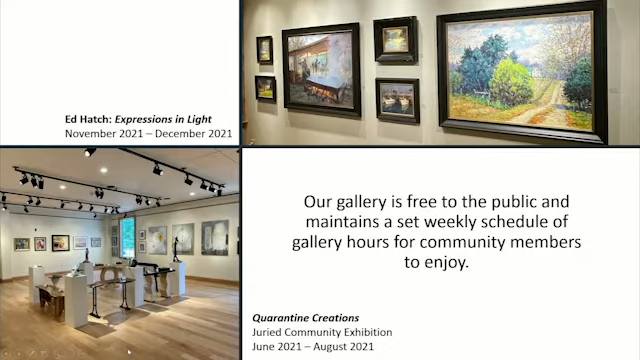 Ed Hatch: Expressions in Light
November 2021 – December 2021
Our gallery is free to the public and
maintains a set weekly schedule of
gallery hours for community members
to enjoy.
Quarantine Creations
Juried Community Exhibition
June 2021 – August 2021